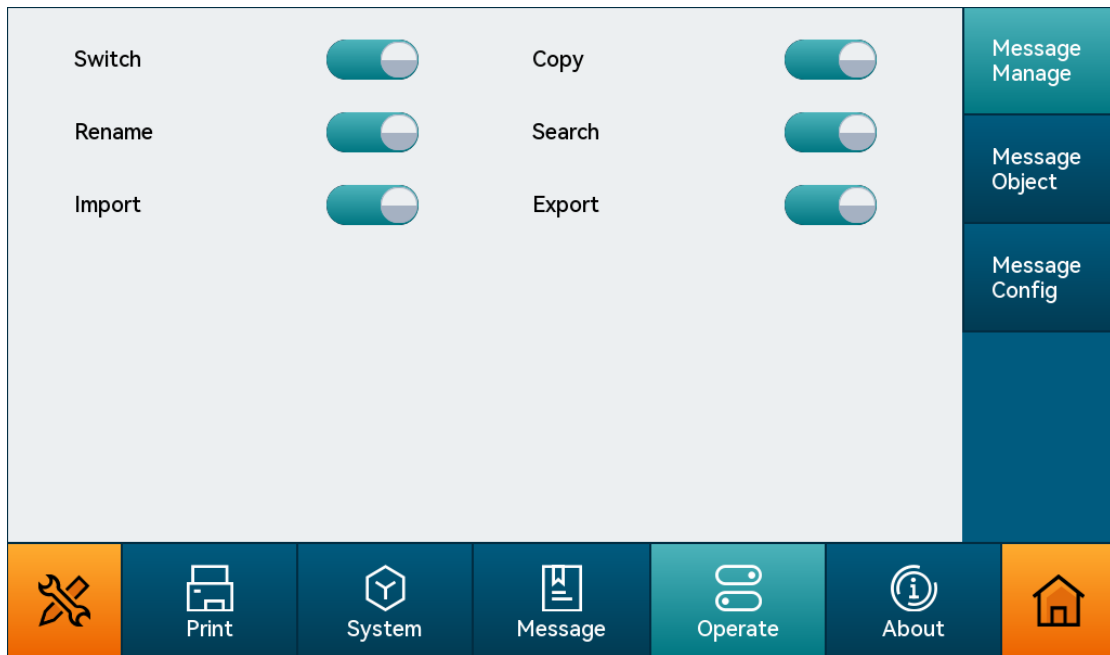 Switch
Copy
Rename
Search
Import
Export
Message
Manage
Message
Object
Message
Config
Print
System
Message
Operate
About